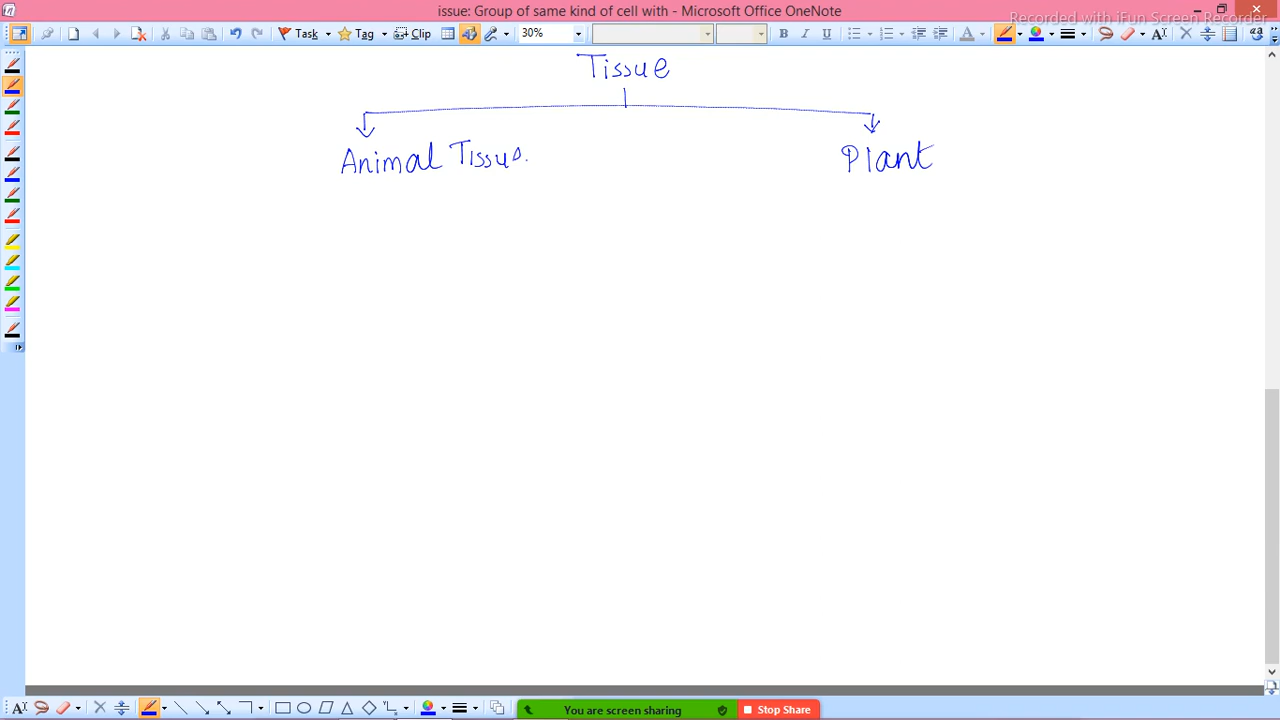 issue: Group of same kind of cell with - Microsoft Office OneNote
Recorded with iFun Screen Recorder
Task Tag Clip 30% B I U
Tissue
Animal Tissue
Plant
You are screen sharing Stop Share